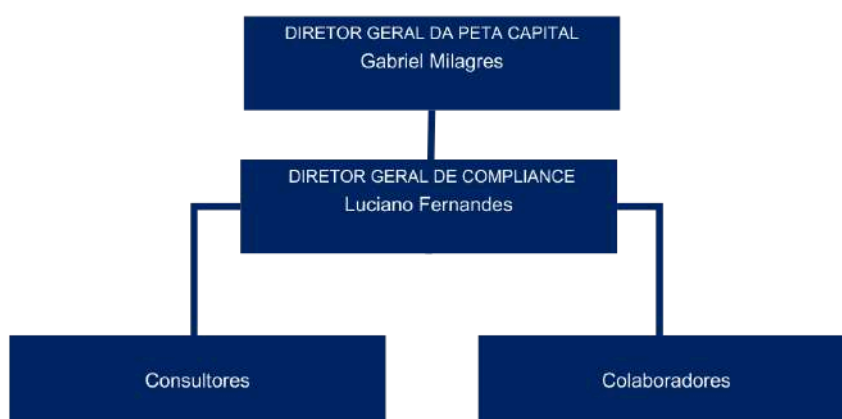 DIRETOR GERAL DA PETA CAPITAL
Gabriel Milagres
DIRETOR GERAL DE COMPLIANCE
Luciano Fernandes
Consultores
Colaboradores